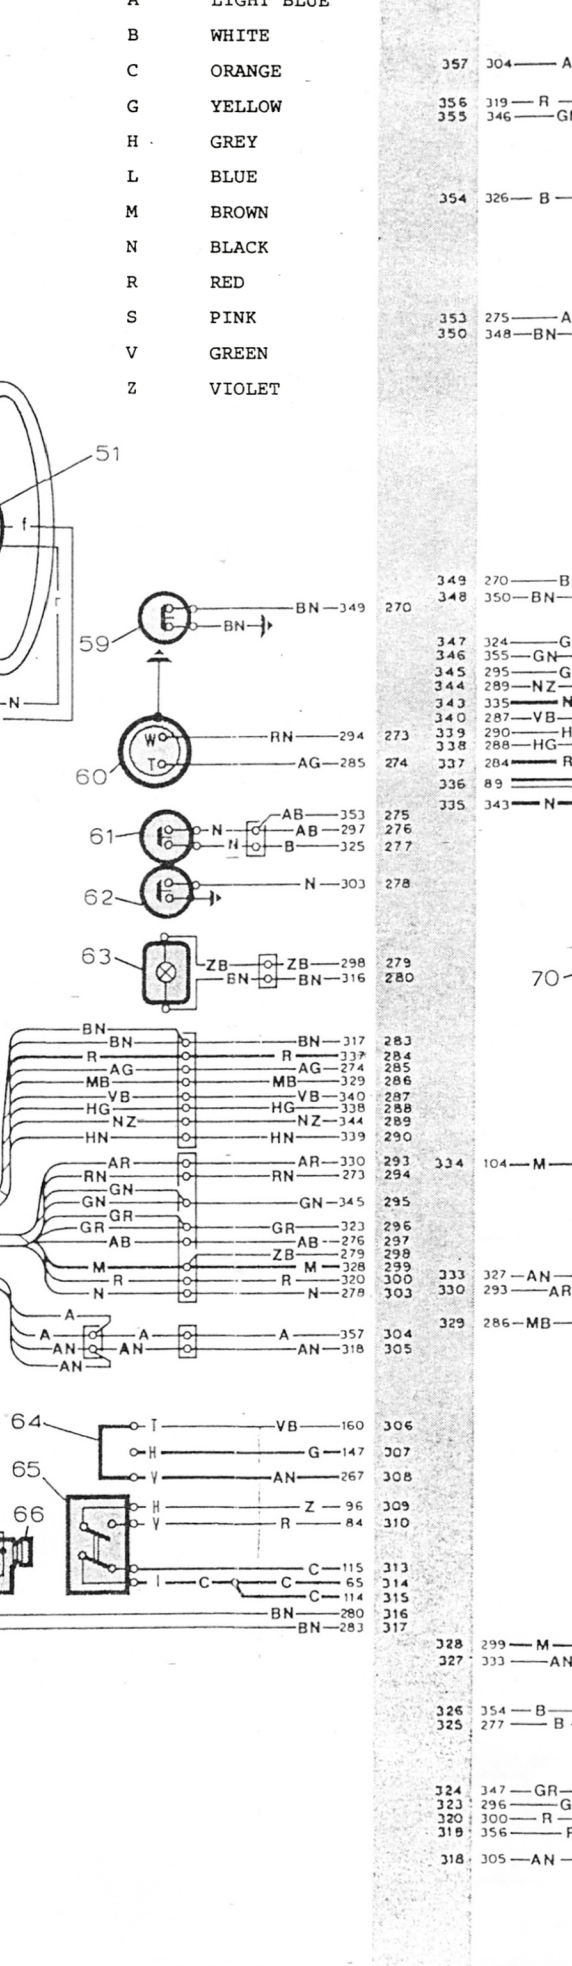 A LIGHT BLUE
B WHITE
C ORANGE
G YELLOW
H GREY
L BLUE
M BROWN
N BLACK
R RED
S PINK
V GREEN
Z VIOLET
51
f
r
N
59
BN 349 270
BN
60
W RN 294 273
T AG 285 274
61
AB 353 275
N AB 297 276
N B 325 277
62
N 303 278
63
ZB ZB 298 279
BN BN 316 280
BN
BN BN 317 283
R R 337 284
AG AG 274 285
MB MB 329 286
VB VB 340 287
HG HG 338 288
NZ NZ 344 289
HN HN 339 290
AR AR 330 293
RN RN 273 294
GN
GN GN 345 295
GR
GR GR 323 296
AB AB 276 297
ZB 279 298
M M 328 299
R R 320 300
N N 278 303
A
A A A 357 304
AN AN AN 318 305
AN
64
T VB 160 306
H G 147 307
V AN 267 308
65
H Z 96 309
66
V R 84 310
C 115 313
I C C 65 314
C 114 315
BN 280 316
BN 283 317
357 304 A
356 319 R
355 346 GN
354 326 B
353 275 A
350 348 BN
349 270 B
348 350 BN
347 324 G
346 355 GN
345 295 G
344 289 NZ
343 335 N
340 287 VB
339 290 H
338 288 HG
337 284 R
336 89
335 343 N
70
334 104 M
333 327 AN
330 293 AR
329 286 MB
328 299 M
327 333 AN
326 354 B
325 277 B
324 347 GR
323 296 G
320 300 R
319 356
318 305 AN